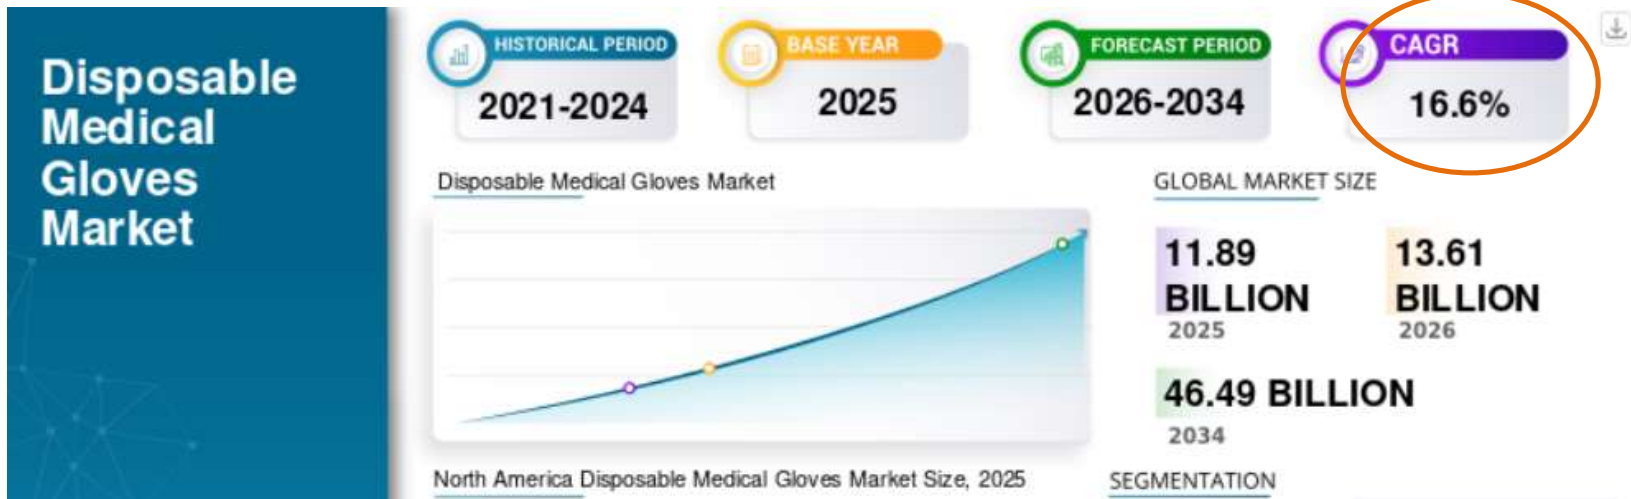 Disposable
Medical
Gloves
Market
HISTORICAL PERIOD
2021-2024
BASE YEAR
2025
FORECAST PERIOD
2026-2034
CAGR
16.6%
Disposable Medical Gloves Market
GLOBAL MARKET SIZE
11.89
BILLION
2025
13.61
BILLION
2026
46.49 BILLION
2034
North America Disposable Medical Gloves Market Size, 2025
SEGMENTATION